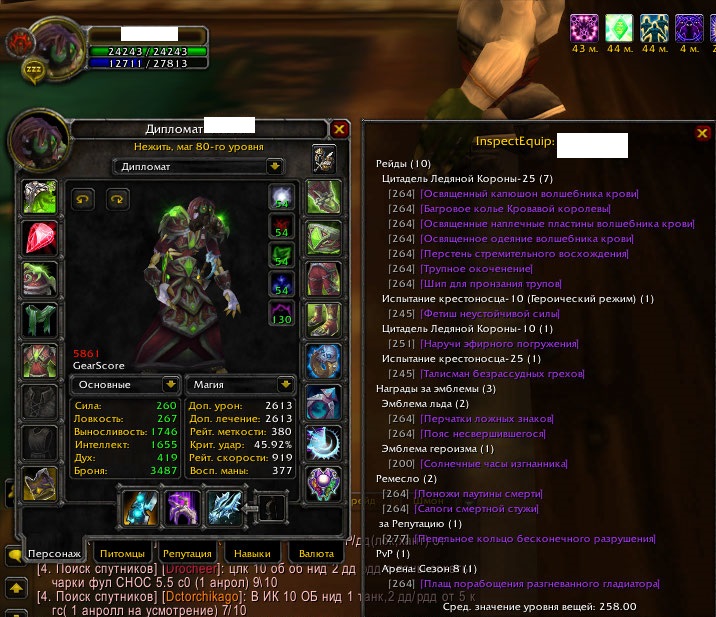 43 м. 44 м. 44 м. 4 м.
24243 / 24243
12711 / 27813
zzz
Дипломат
Нежить, маг 80-го уровня
Дипломат
54
54
54
54
130
5861
GearScore
Основные
Магия
Сила: 260
Ловкость: 267
Выносливость: 1746
Интеллект: 1655
Дух: 419
Броня: 3487
Доп. урон: 2613
Доп. лечение: 2613
Рейт. меткости: 380
Крит. удар: 45.92%
Рейт. скорости: 919
Восп. маны: 377
Персонаж Питомцы Репутация Навыки Валюта
InspectEquip:
Рейды (10)
Цитадель Ледяной Короны-25 (7)
[264] [Освященный капюшон волшебника крови]
[264] [Багровое колье Кровавой королевы]
[264] [Освященные наплечные пластины волшебника крови]
[264] [Освященное одеяние волшебника крови]
[264] [Перстень стремительного восхождения]
[264] [Трупное окоченение]
[264] [Шип для пронзания трупов]
Испытание крестоносца-10 (Героический режим) (1)
[245] [Фетиш неустойчивой силы]
Цитадель Ледяной Короны-10 (1)
[251] [Наручи эфирного погружения]
Испытание крестоносца-25 (1)
[245] [Талисман безрассудных грехов]
Награды за эмблемы (3)
Эмблема льда (2)
[264] [Перчатки ложных знаков]
[264] [Пояс несвершившегося]
Эмблема героизма (1)
[200] [Солнечные часы изгнанника]
Ремесло (2)
[264] [Поножи паутины смерти]
[264] [Сапоги смертной стужи]
за Репутацию (1)
[277] [Пепельное кольцо бесконечного разрушения]
PvP (1)
Арена: Сезон 8 (1)
[264] [Плащ порабощения разгневанного гладиатора]
Сред. значение уровня вещей: 258.00
[4. Поиск спутников] [Drocheer]: цлк 10 об об нид 2 дд
чарки фул СНОС 5.5 с0 (1 анрол) 9\10
[4. Поиск спутников] [Dctorchikago]: В ИК 10 ОБ нид 1 танк,2 дд/рдд от 5 к
гс( 1 анролл на усмотрение) 7/10